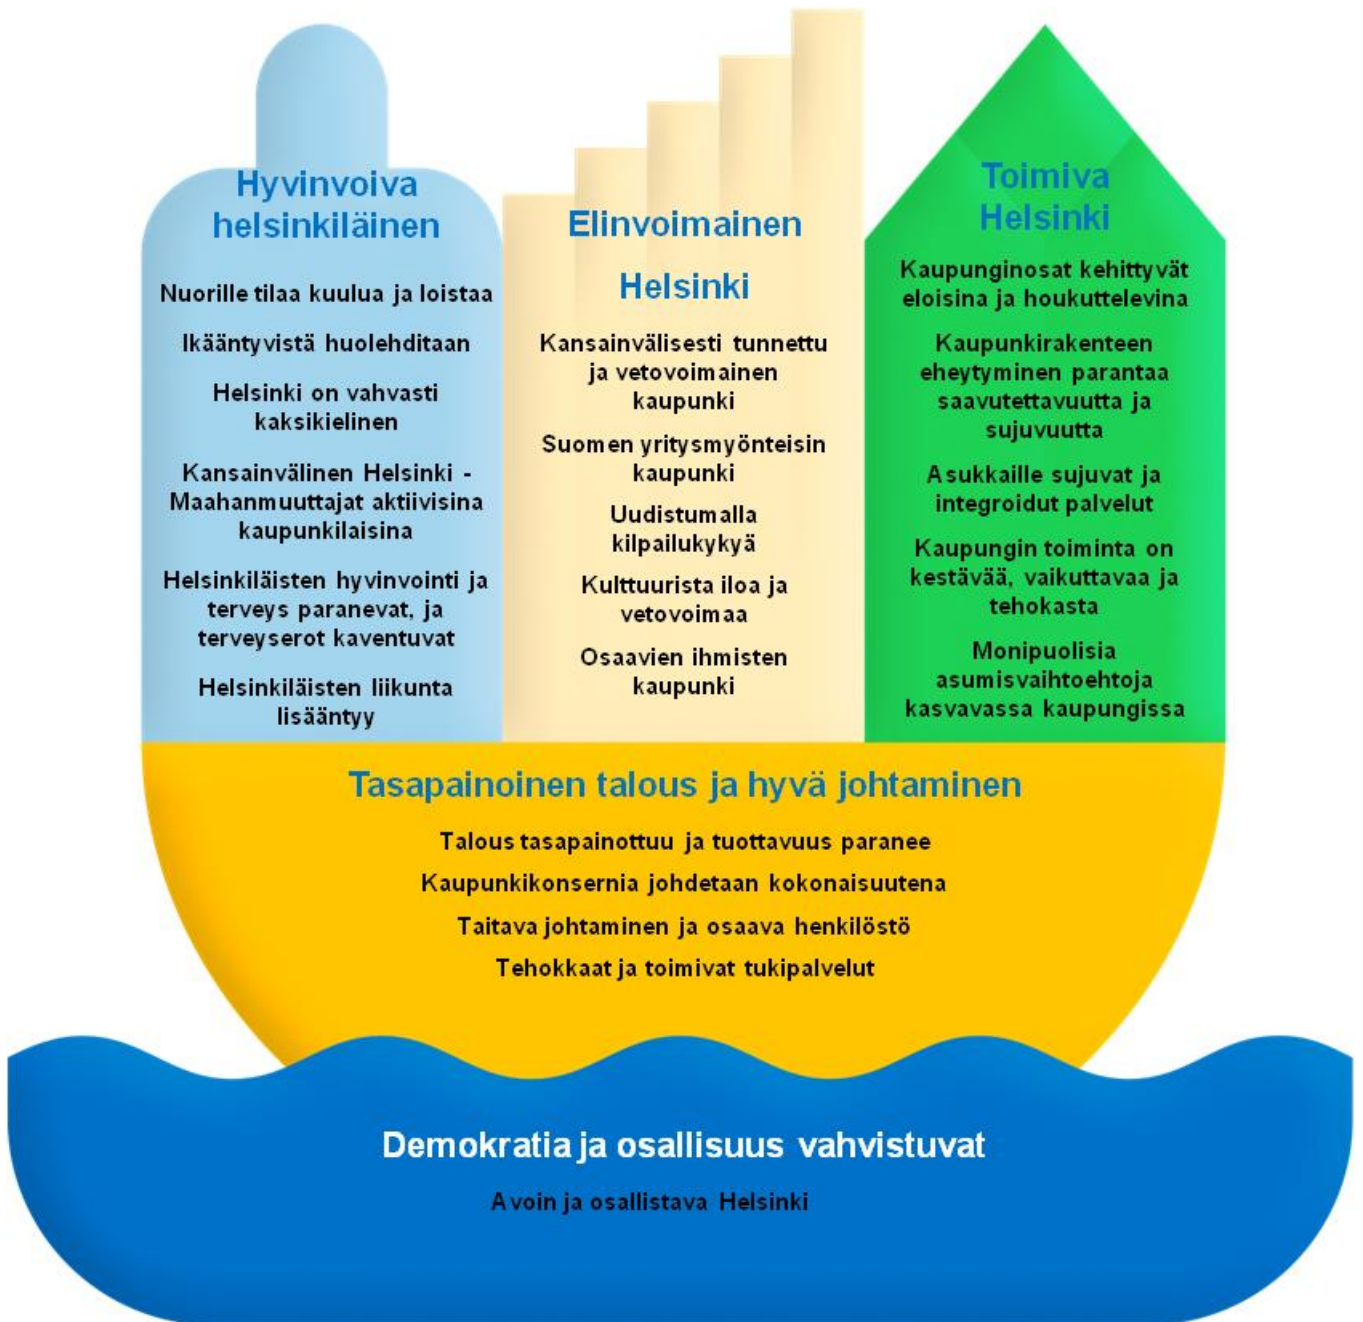 Hyvinvoiva
helsinkiläinen
Nuorille tilaa kuulua ja loistaa
Ikääntyvistä huolehditaan
Helsinki on vahvasti
kaksikielinen
Kansainvälinen Helsinki -
Maahanmuuttajat aktiivisina
kaupunkilaisina
Helsinkiläisten hyvinvointi ja
terveys paranevat, ja
terveyserot kaventuvat
Helsinkiläisten liikunta
lisääntyy
Elinvoimainen
Helsinki
Kansainvälisesti tunnettu
ja vetovoimainen
kaupunki
Suomen yritysmyönteisin
kaupunki
Uudistumalla
kilpailukykyä
Kulttuurista iloa ja
vetovoimaa
Osaavien ihmisten
kaupunki
Toimiva
Helsinki
Kaupunginosat kehittyvät
eloisina ja houkuttelevina
Kaupunkirakenteen
eheytyminen parantaa
saavutettavuutta ja
sujuvuutta
Asukkaille sujuvat ja
integroidut palvelut
Kaupungin toiminta on
kestävää, vaikuttavaa ja
tehokasta
Monipuolisia
asumisvaihtoehtoja
kasvavassa kaupungissa
Tasapainoinen talous ja hyvä johtaminen
Talous tasapainottuu ja tuottavuus paranee
Kaupunkikonsernia johdetaan kokonaisuutena
Taitava johtaminen ja osaava henkilöstö
Tehokkaat ja toimivat tukipalvelut
Demokratia ja osallisuus vahvistuvat
Avoin ja osallistava Helsinki